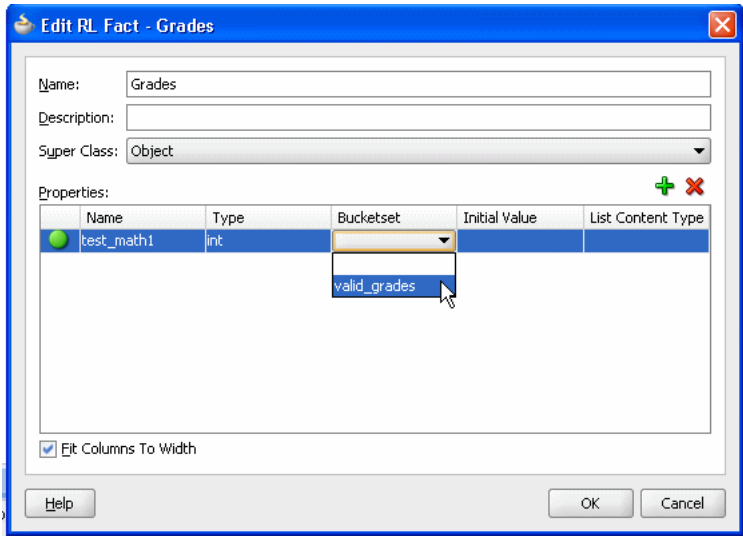 Edit RL Fact - Grades
Name: Grades
Description:
Super Class: Object
Properties:
Name Type Bucketset Initial Value List Content Type
test_math1 int
valid_grades
Fit Columns To Width
Help OK Cancel